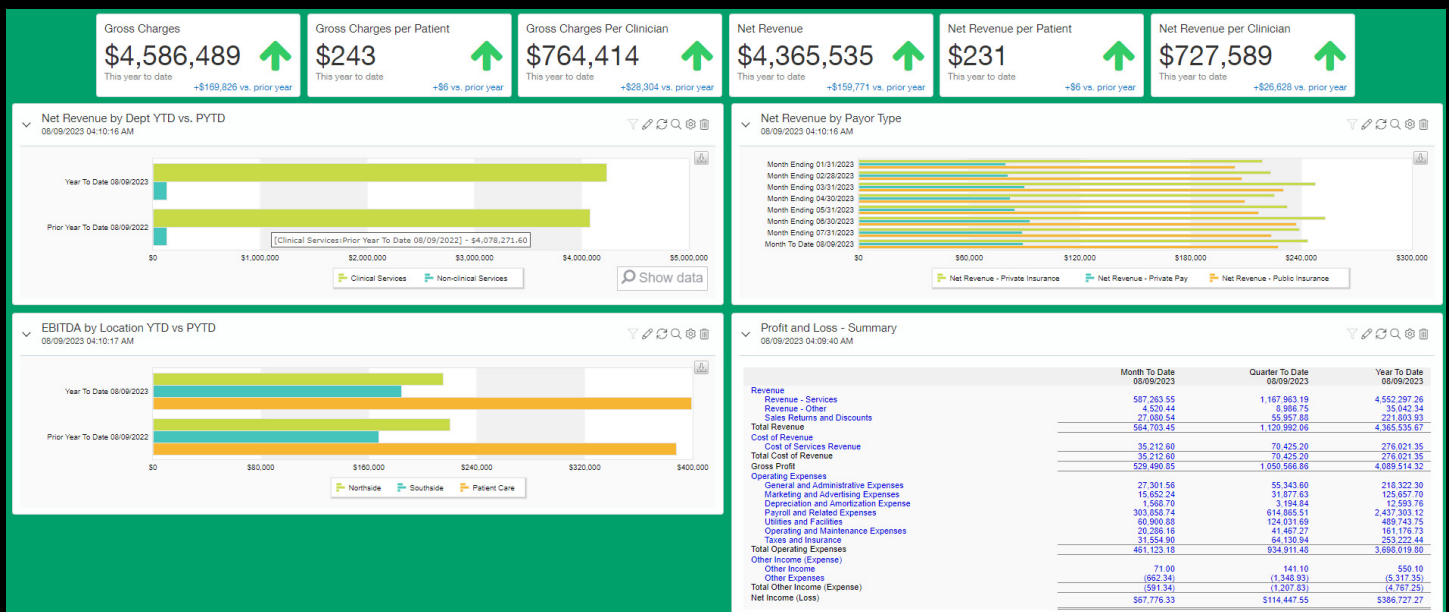 Gross Charges
$4,586,489
This year to date
+$169,826 vs. prior year
Gross Charges per Patient
$243
This year to date
+$6 vs. prior year
Gross Charges Per Clinician
$764,414
This year to date
+$28,304 vs. prior year
Net Revenue
$4,365,535
This year to date
+$159,771 vs. prior year
Net Revenue per Patient
$231
This year to date
+$6 vs. prior year
Net Revenue per Clinician
$727,589
This year to date
+$26,628 vs. prior year
Net Revenue by Dept YTD vs. PYTD
08/09/2023 04:10:16 AM
Year To Date 08/09/2023
Prior Year To Date 08/09/2022
[Clinical Services:Prior Year To Date 08/09/2022] - $4,078,271.60
$0 $1,000,000 $2,000,000 $3,000,000 $4,000,000 $5,000,000
Clinical Services Non-clinical Services
Show data
Net Revenue by Payor Type
08/09/2023 04:10:16 AM
Month Ending 01/31/2023
Month Ending 02/28/2023
Month Ending 03/31/2023
Month Ending 04/30/2023
Month Ending 05/31/2023
Month Ending 06/30/2023
Month Ending 07/31/2023
Month To Date 08/09/2023
$0 $60,000 $120,000 $180,000 $240,000 $300,000
Net Revenue - Private Insurance Net Revenue - Private Pay Net Revenue - Public Insurance
EBITDA by Location YTD vs PYTD
08/09/2023 04:10:17 AM
Year To Date 08/09/2023
Prior Year To Date 08/09/2022
$0 $80,000 $160,000 $240,000 $320,000 $400,000
Northside Southside Patient Care
Profit and Loss - Summary
08/09/2023 04:09:40 AM
Month To Date Quarter To Date Year To Date
08/09/2023 08/09/2023 08/09/2023
Revenue
Revenue - Services 587,263.55 1,167,963.19 4,552,297.26
Revenue - Other 4,520.44 8,986.75 35,042.34
Sales Returns and Discounts 27,080.54 55,957.88 221,803.93
Total Revenue 564,703.45 1,120,992.06 4,365,535.67
Cost of Revenue
Cost of Services Revenue 35,212.60 70,425.20 276,021.35
Total Cost of Revenue 35,212.60 70,425.20 276,021.35
Gross Profit 529,490.85 1,050,566.86 4,089,514.32
Operating Expenses
General and Administrative Expenses 27,301.56 55,343.60 218,322.30
Marketing and Advertising Expenses 15,652.24 31,877.63 125,657.70
Depreciation and Amortization Expense 1,568.70 3,194.84 12,593.76
Payroll and Related Expenses 303,858.74 614,865.51 2,437,303.12
Utilities and Facilities 60,900.88 124,031.69 489,743.75
Operating and Maintenance Expenses 20,286.16 41,467.27 161,176.73
Taxes and Insurance 31,554.90 64,130.94 253,222.44
Total Operating Expenses 461,123.18 934,911.48 3,698,019.80
Other Income (Expense)
Other Income 71.00 141.10 550.10
Other Expenses (662.34) (1,348.93) (5,317.35)
Total Other Income (Expense) (591.34) (1,207.83) (4,767.25)
Net Income (Loss) $67,776.33 $114,447.55 $386,727.27